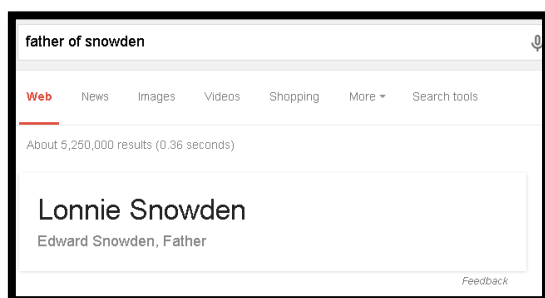 father of snowden
Web News Images Videos Shopping More Search tools
About 5,250,000 results (0.36 seconds)
Lonnie Snowden
Edward Snowden, Father
Feedback